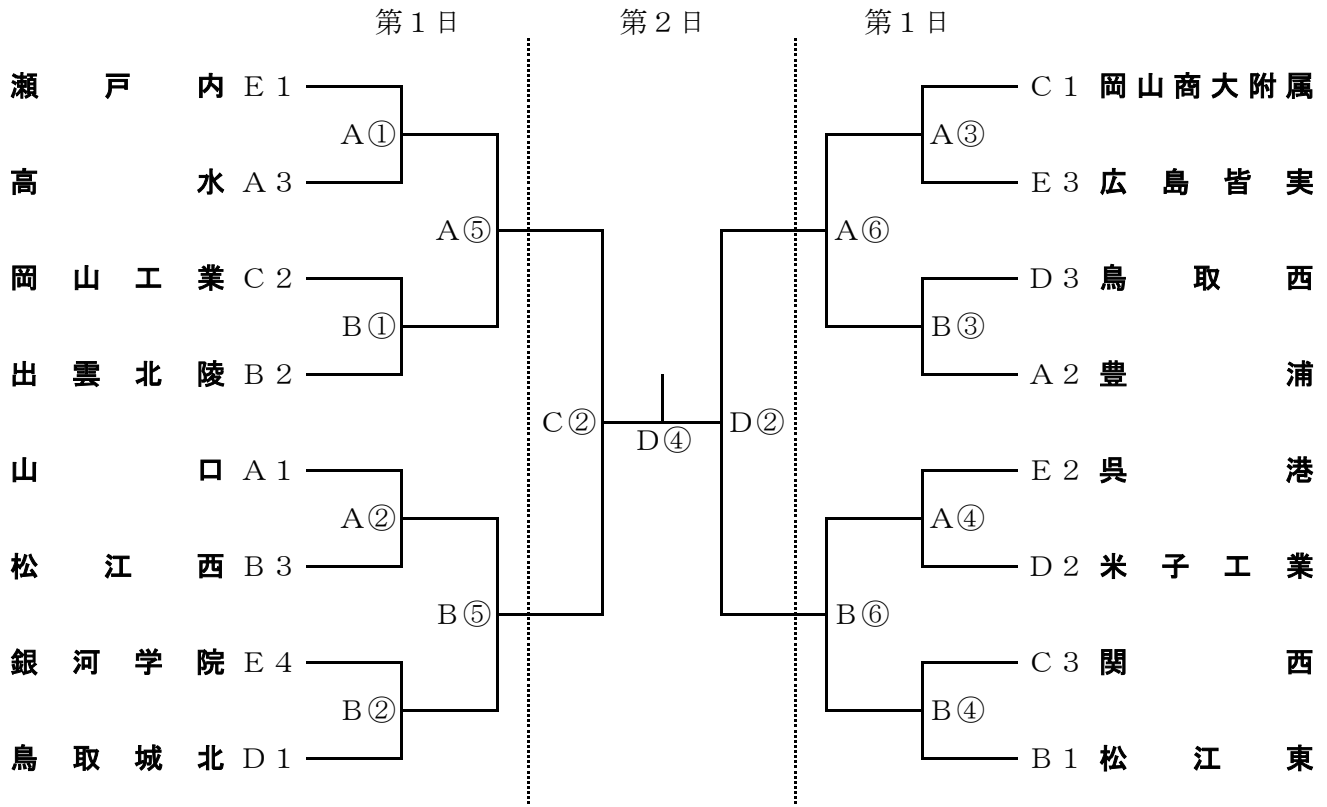 第１日 第２日 第１日
瀬戸内 E1 C1 岡山商大附属
A① A③
高水 A3 E3 広島皆実
A⑤ A⑥
岡山工業 C2 D3 鳥取西
B① B③
出雲北陵 B2 A2 豊浦
C② D④ D②
山口 A1 E2 呉港
A② A④
松江西 B3 D2 米子工業
B⑤ B⑥
銀河学院 E4 C3 関西
B② B④
鳥取城北 D1 B1 松江東